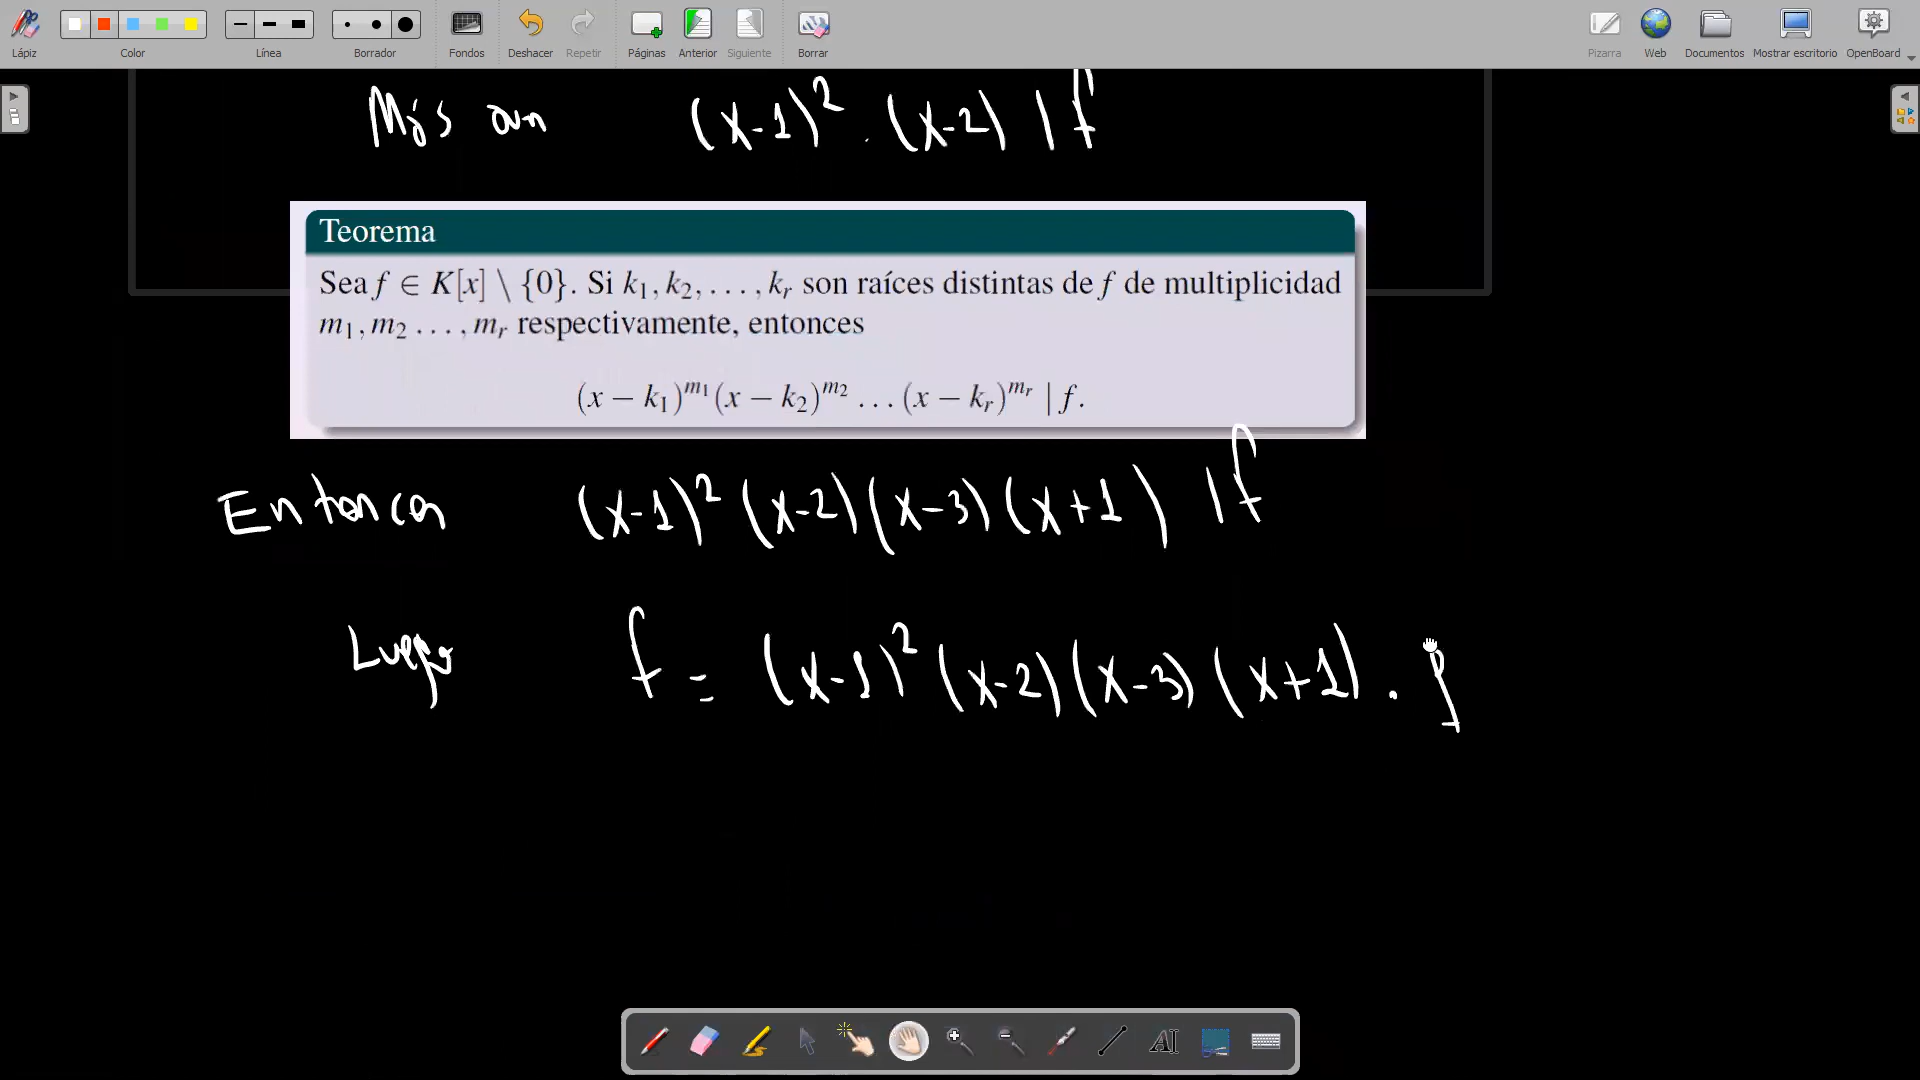 Lápiz Color Línea Borrador Fondos Deshacer Repetir Páginas Anterior Siguiente Borrar Pizarra Web Documentos Mostrar escritorio OpenBoard
Más aun (x-1)² . (x-2) | f
Teorema
Sea f ∈ K[x] \ {0}. Si k₁, k₂, . . . , kᵣ son raíces distintas de f de multiplicidad
m₁, m₂ . . . , mᵣ respectivamente, entonces
(x − k₁)^m₁ (x − k₂)^m₂ . . . (x − kᵣ)^mᵣ | f.
Entonces (x-1)² (x-2)(x-3)(x+1) | f
Luego f = (x-1)² (x-2)(x-3)(x+1) .